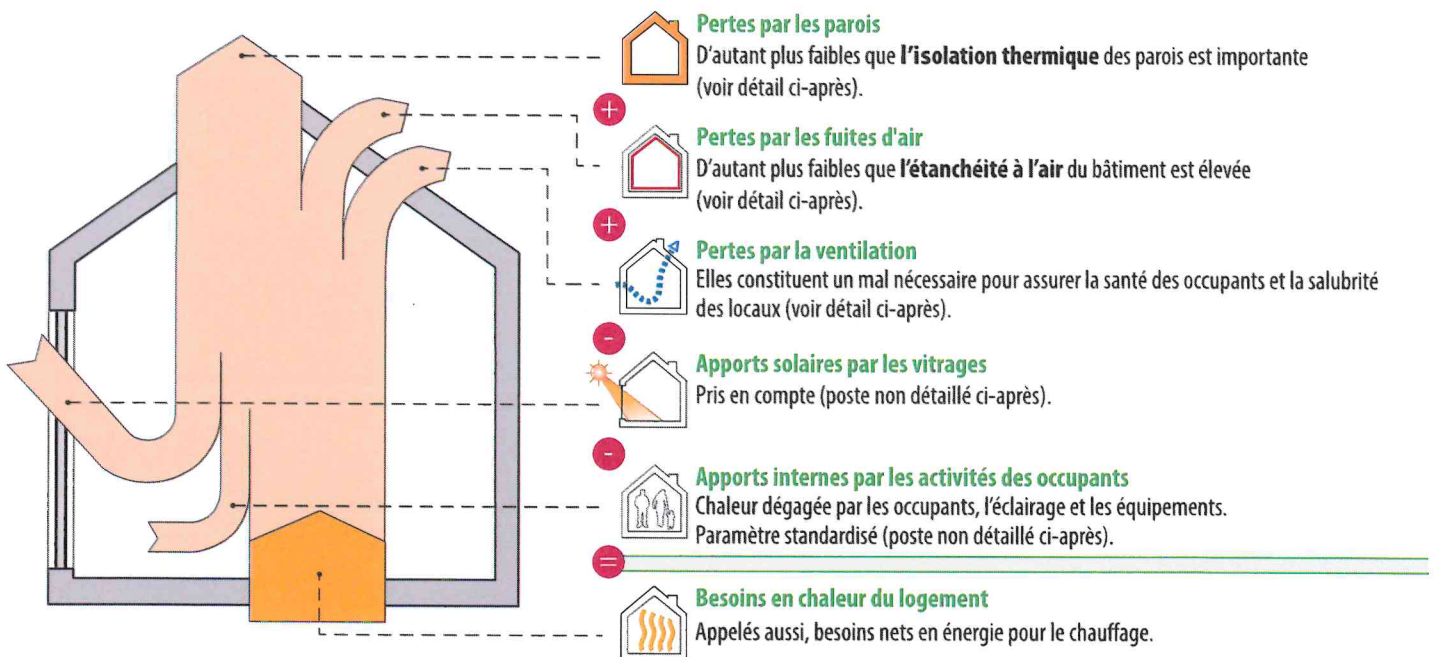 Pertes par les parois
D'autant plus faibles que l'isolation thermique des parois est importante
(voir détail ci-après).
+
Pertes par les fuites d'air
D'autant plus faibles que l'étanchéité à l'air du bâtiment est élevée
(voir détail ci-après).
+
Pertes par la ventilation
Elles constituent un mal nécessaire pour assurer la santé des occupants et la salubrité
des locaux (voir détail ci-après).
-
Apports solaires par les vitrages
Pris en compte (poste non détaillé ci-après).
-
Apports internes par les activités des occupants
Chaleur dégagée par les occupants, l'éclairage et les équipements.
Paramètre standardisé (poste non détaillé ci-après).
=
Besoins en chaleur du logement
Appelés aussi, besoins nets en énergie pour le chauffage.